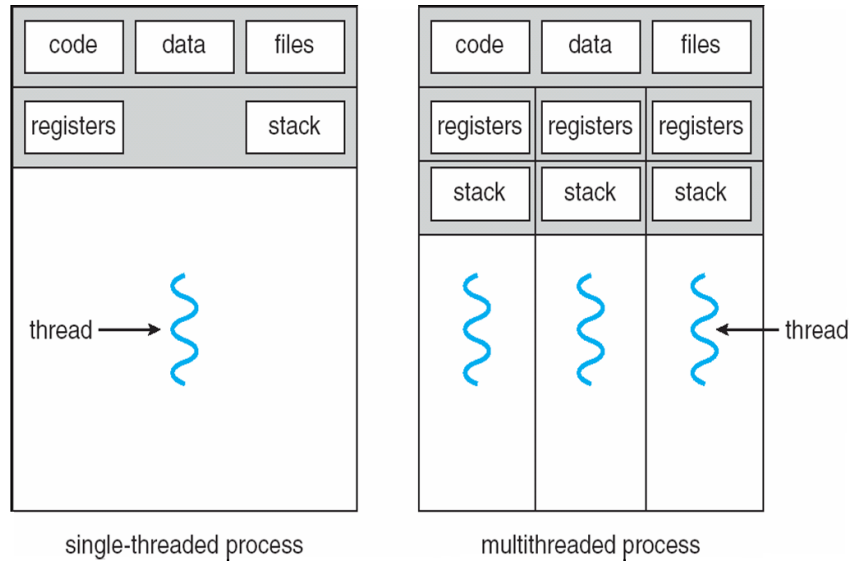 code data files
registers stack
thread
single-threaded process
code data files
registers registers registers
stack stack stack
thread
multithreaded process